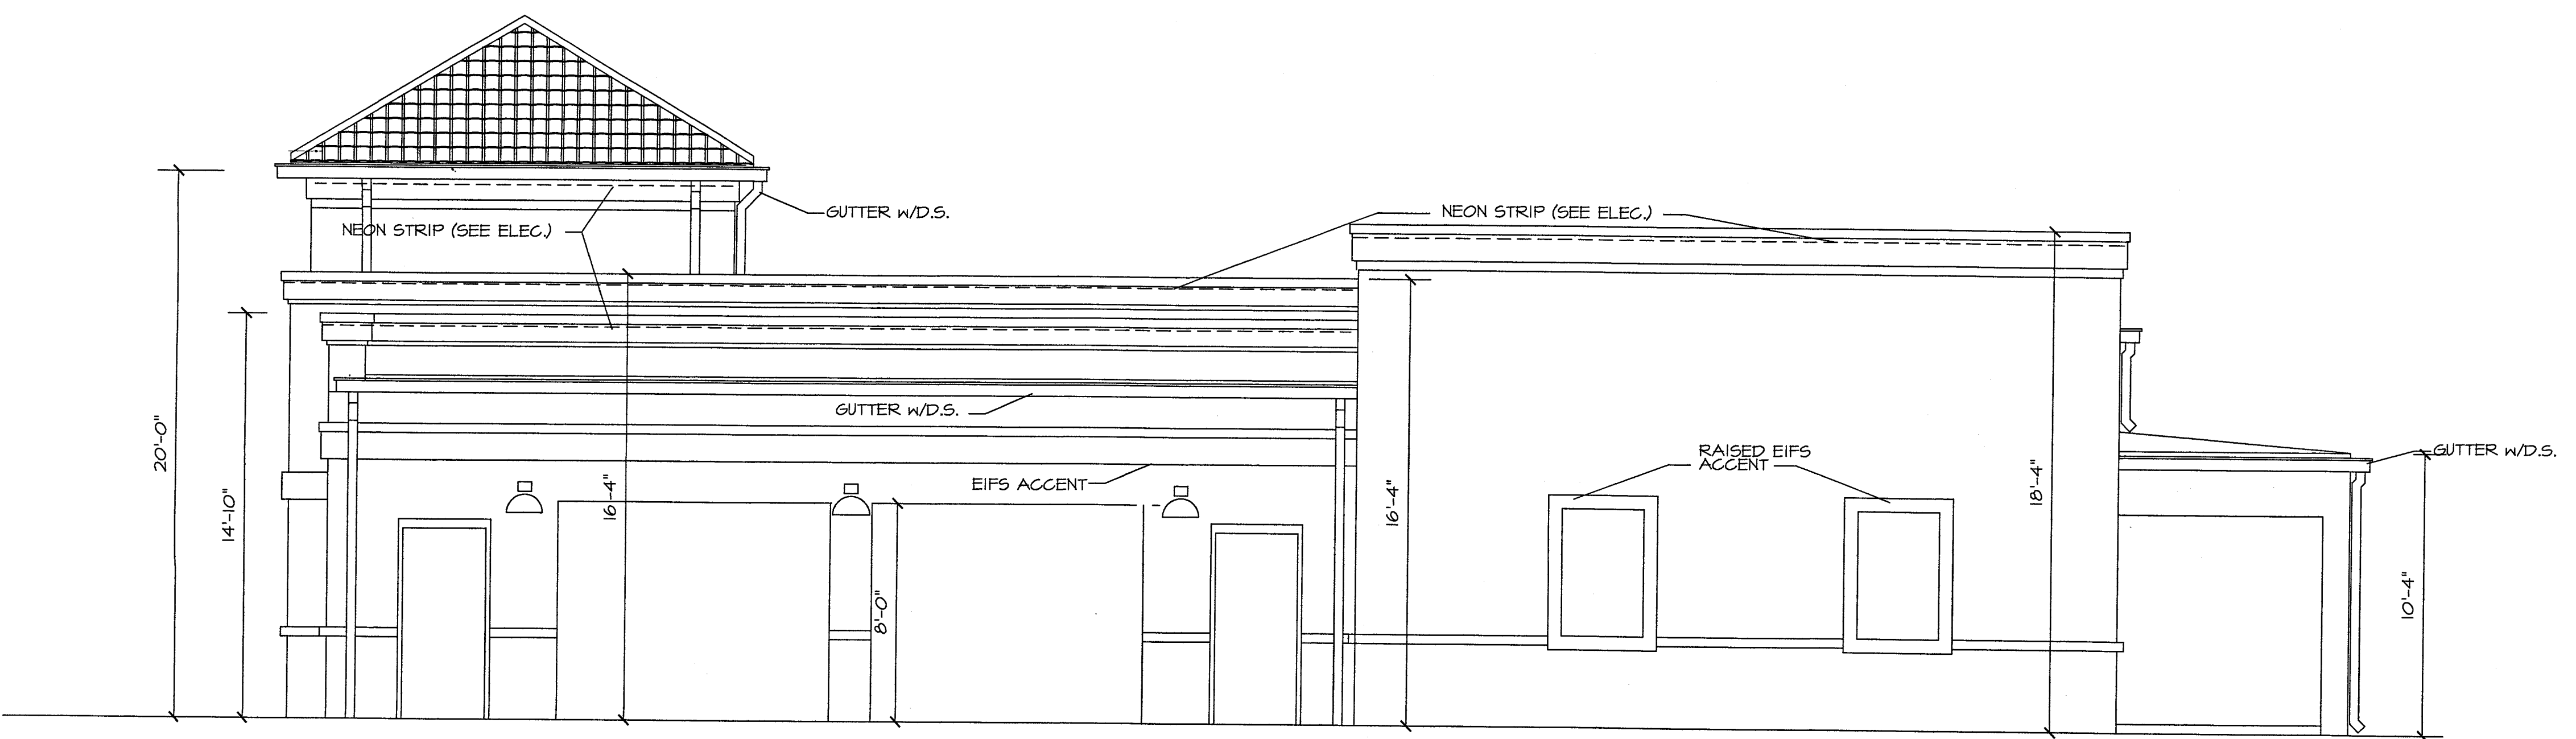 GUTTER W/D.S.
NEON STRIP (SEE ELEC.)
NEON STRIP (SEE ELEC.)
GUTTER W/D.S.
EIFS ACCENT
RAISED EIFS
ACCENT
GUTTER W/D.S.
20'-0"
14'-10"
16'-4"
8'-0"
16'-4"
18'-4"
10'-4"